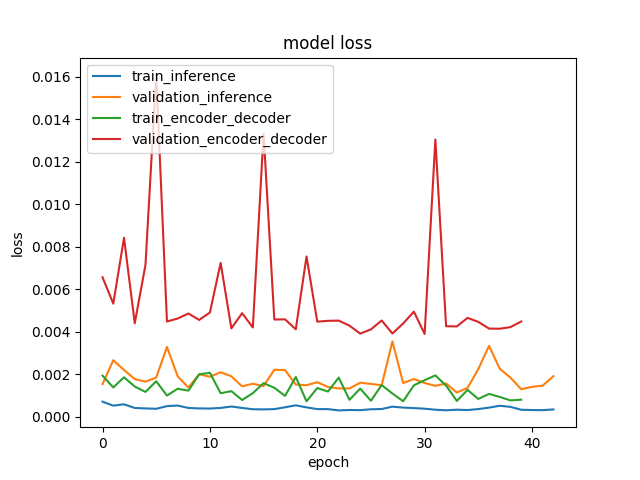 model loss
train_inference
validation_inference
train_encoder_decoder
validation_encoder_decoder
0.016
0.014
0.012
0.010
0.008
0.006
0.004
0.002
0.000
loss
0 10 20 30 40
epoch